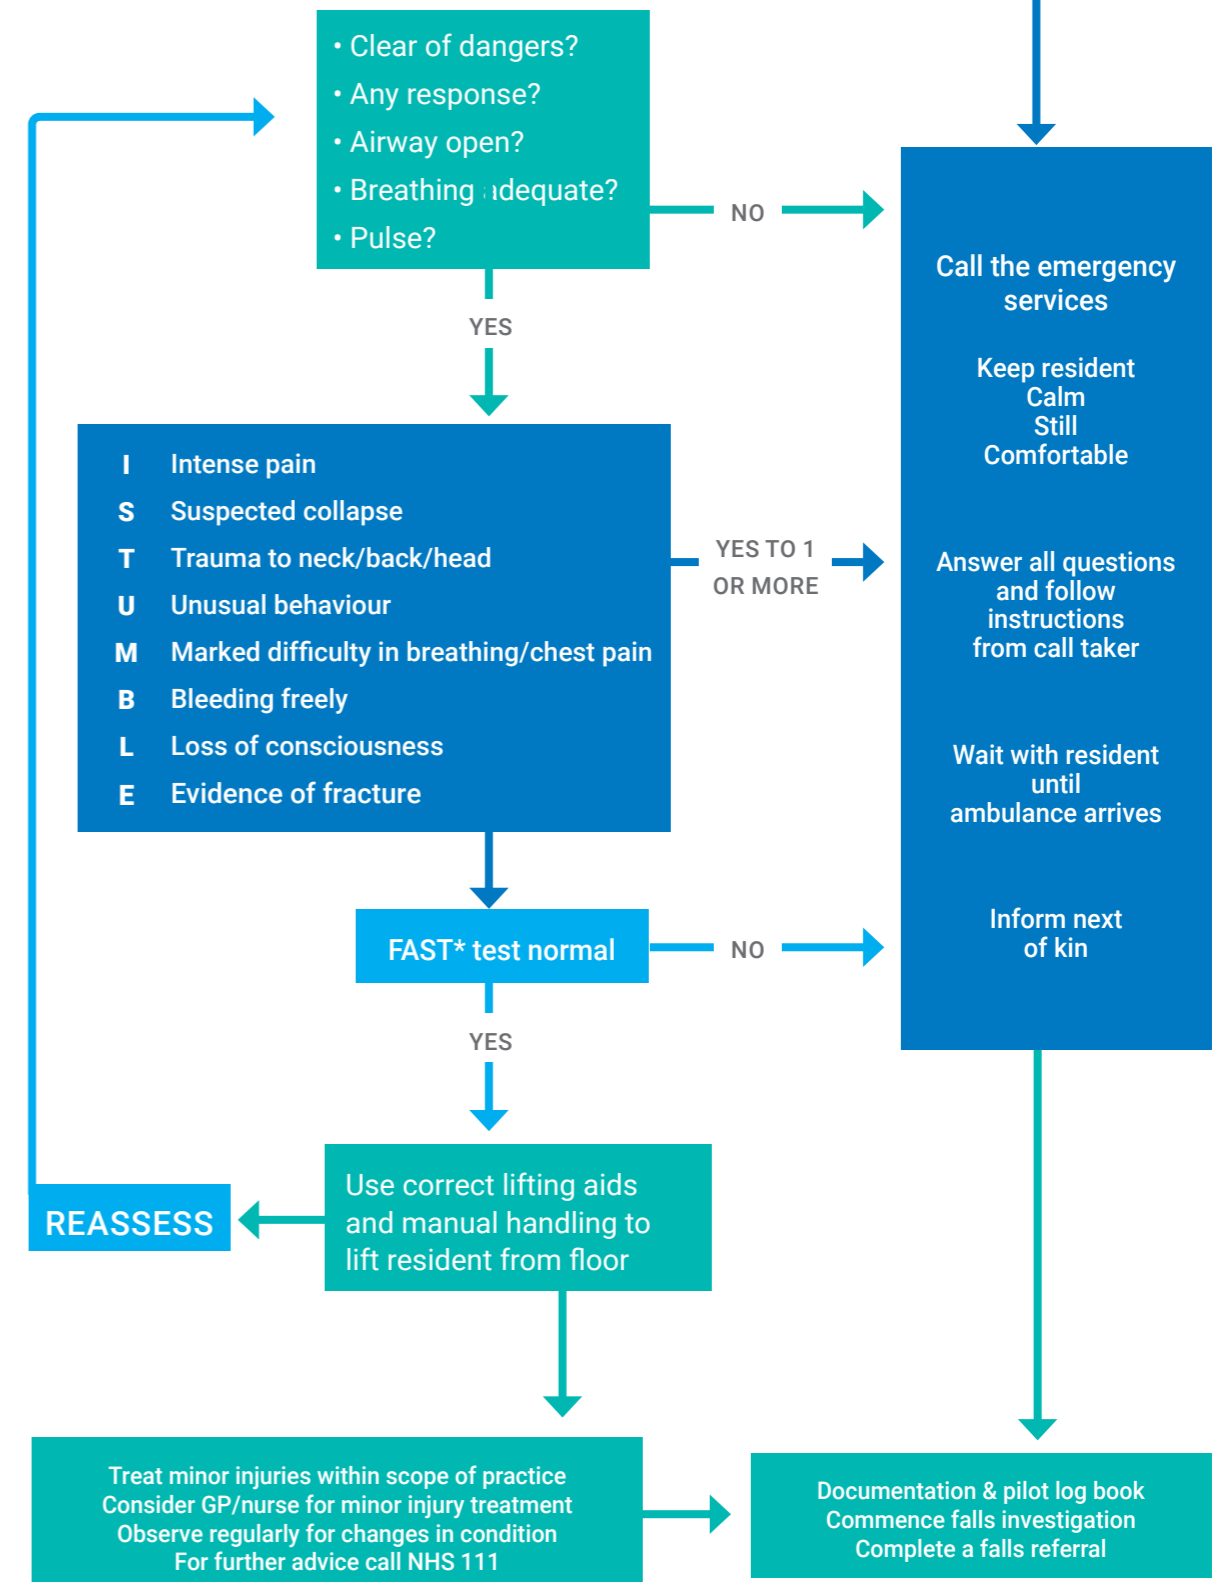 • Clear of dangers?
• Any response?
• Airway open?
• Breathing adequate?
• Pulse?
NO
YES
I Intense pain
S Suspected collapse
T Trauma to neck/back/head
U Unusual behaviour
M Marked difficulty in breathing/chest pain
B Bleeding freely
L Loss of consciousness
E Evidence of fracture
YES TO 1
OR MORE
FAST* test normal
NO
YES
Use correct lifting aids
and manual handling to
lift resident from floor
REASSESS
Call the emergency
services
Keep resident
Calm
Still
Comfortable
Answer all questions
and follow
instructions
from call taker
Wait with resident
until
ambulance arrives
Inform next
of kin
Treat minor injuries within scope of practice
Consider GP/nurse for minor injury treatment
Observe regularly for changes in condition
For further advice call NHS 111
Documentation & pilot log book
Commence falls investigation
Complete a falls referral